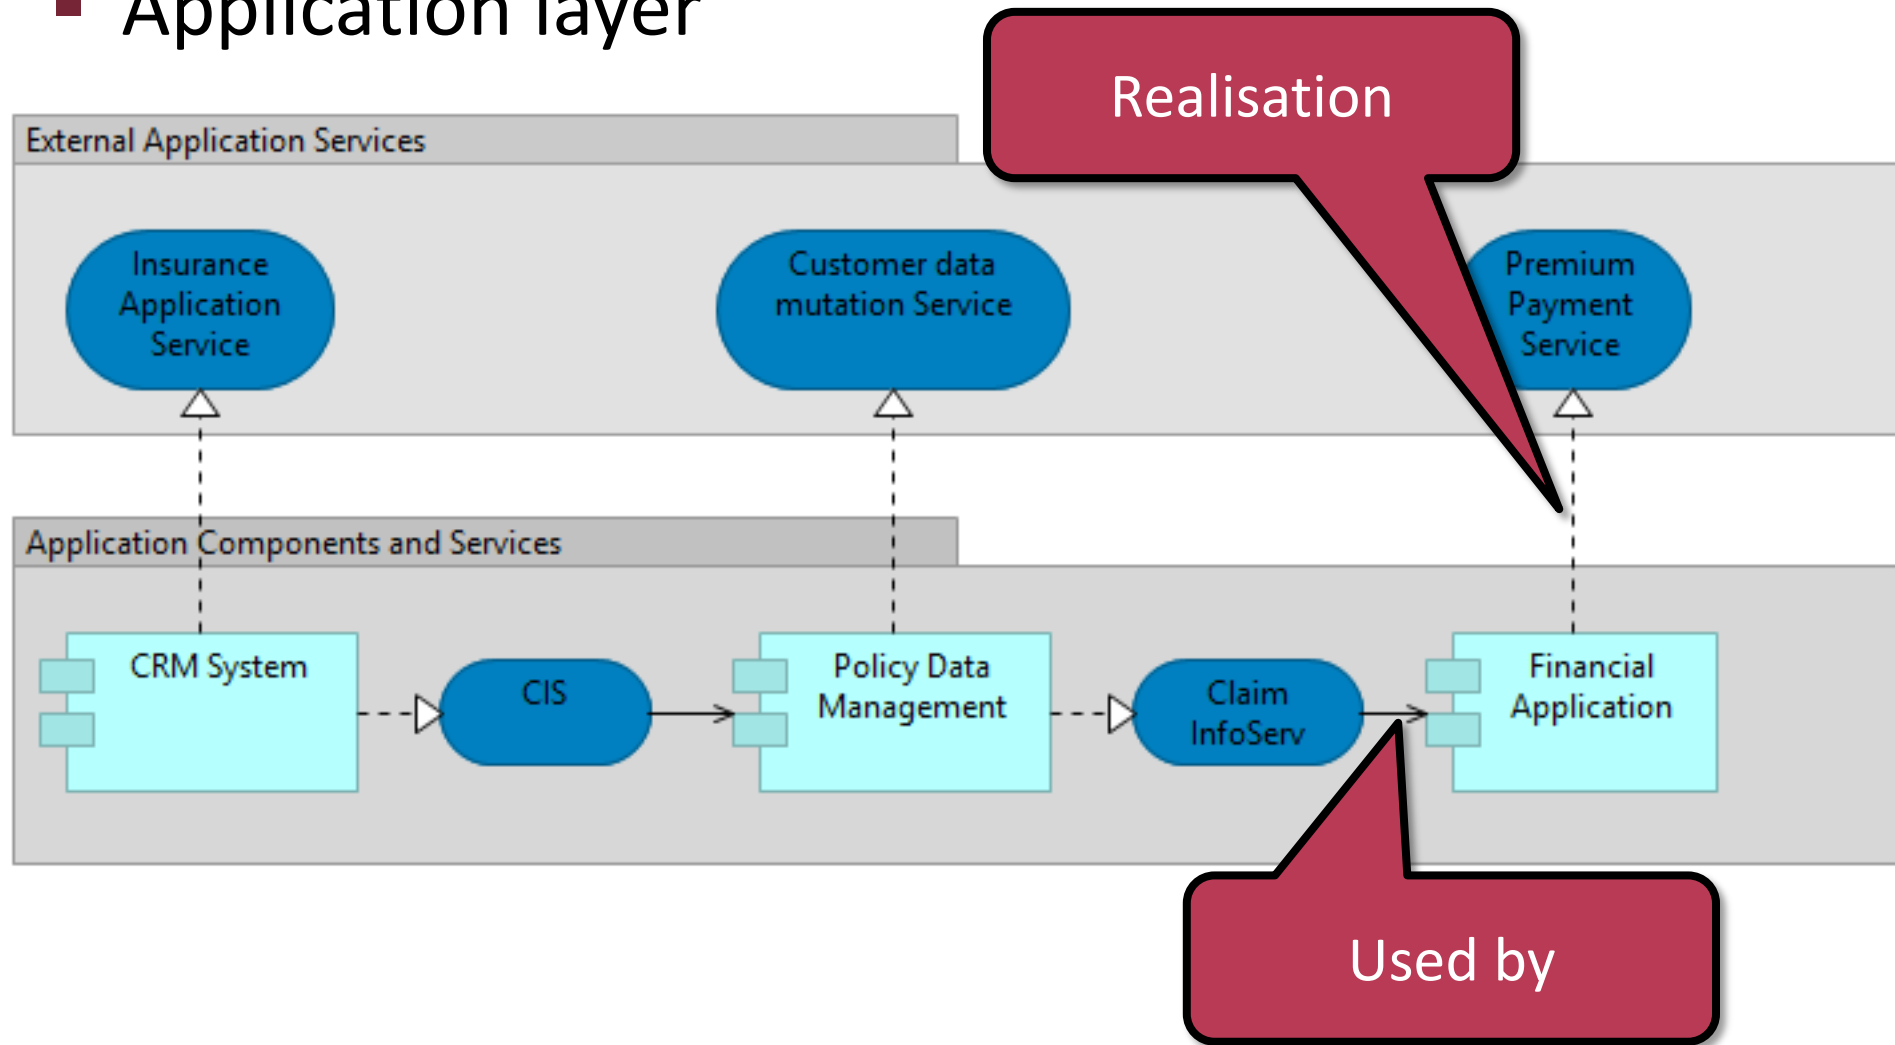 Application layer
Realisation
External Application Services
Insurance
Application
Service
Customer data
mutation Service
Premium
Payment
Service
Application Components and Services
CRM System
CIS
Policy Data
Management
Claim
InfoServ
Financial
Application
Used by